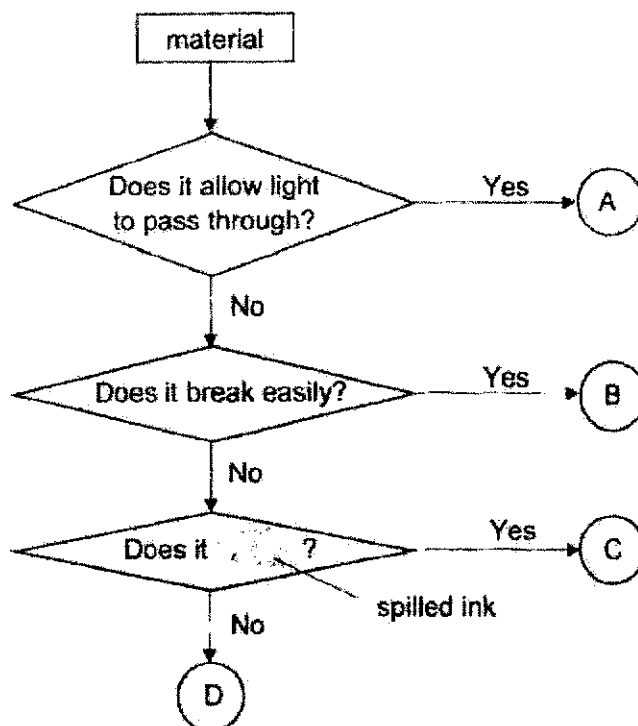 material
Does it allow light
to pass through?
Yes
A
No
Does it break easily?
Yes
B
No
Does it ?
Yes
C
spilled ink
No
D